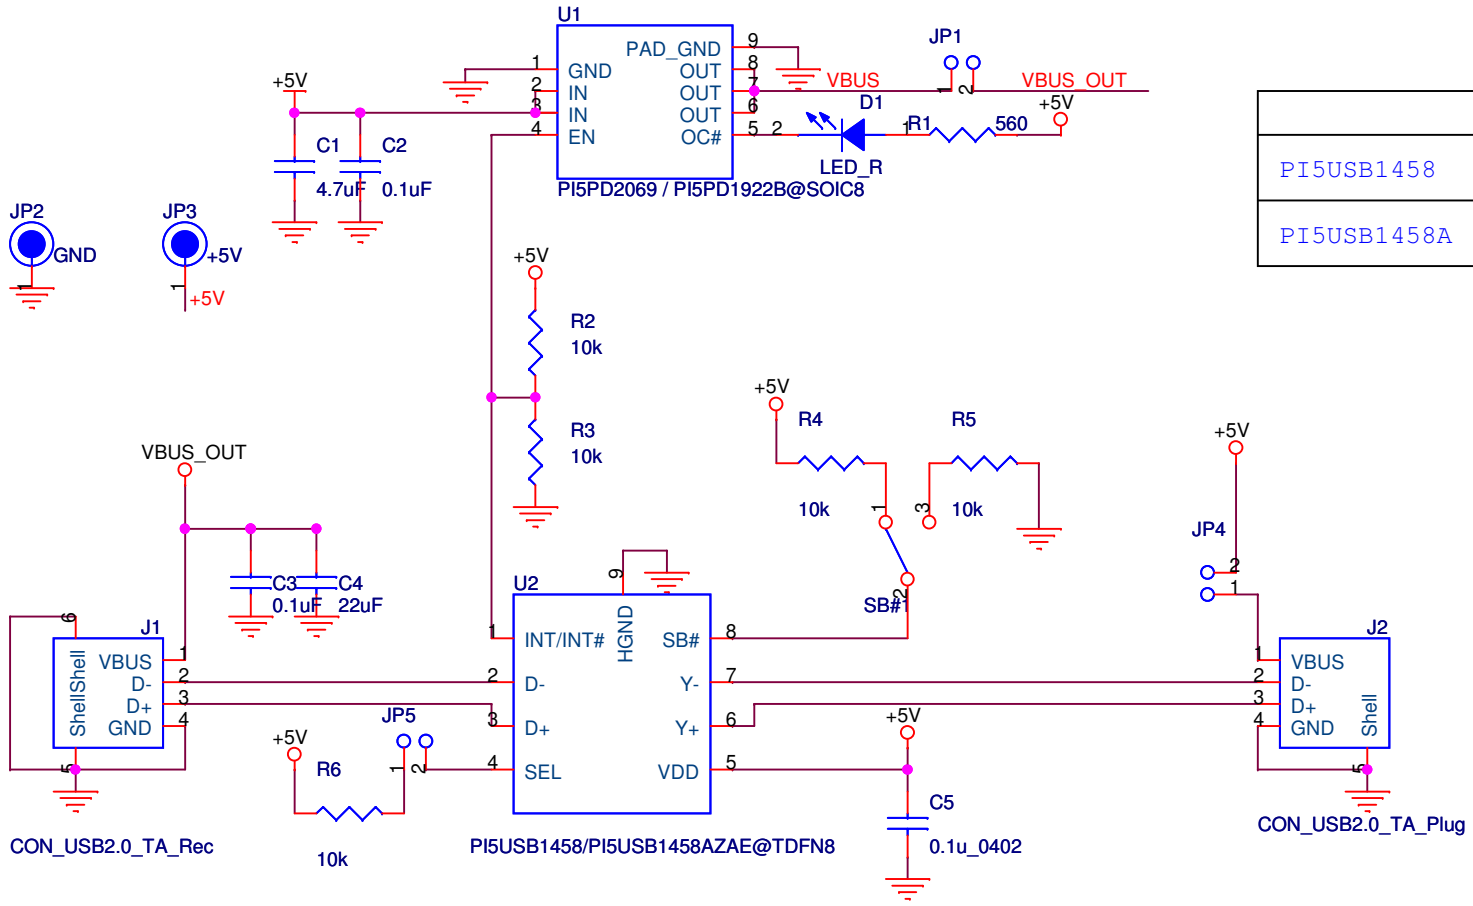 U1
1 GND
2 IN
3 IN
4 EN
PAD_GND 9
OUT 8
OUT 7
OUT 6
OC# 5
PI5PD2069 / PI5PD1922B@SOIC8
+5V
C1
4.7uF
C2
0.1uF
VBUS
JP1
1 2
VBUS_OUT
D1
2 1
LED_R
R1
560
+5V
PI5USB1458
PI5USB1458A
JP2
GND
1
JP3
+5V
1
+5V
+5V
R2
10k
R3
10k
+5V
R4
10k
R5
10k
1
3
2
SB#1
VBUS_OUT
C3
0.1uF
C4
22uF
J1
6
ShellShell
5
VBUS 1
D- 2
D+ 3
GND 4
CON_USB2.0_TA_Rec
+5V
R6
10k
JP5
1 2
U2
9
HGND
1 INT/INT#
2 D-
3 D+
4 SEL
SB# 8
Y- 7
Y+ 6
VDD 5
PI5USB1458/PI5USB1458AZAE@TDFN8
+5V
C5
0.1u_0402
+5V
JP4
2
1
J2
1 VBUS
2 D-
3 D+
4 GND
Shell
5
CON_USB2.0_TA_Plug